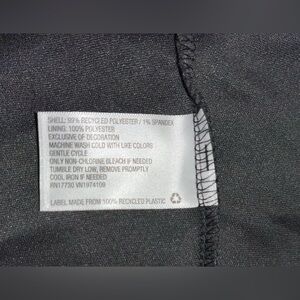 SHELL: 99% RECYCLED POLYESTER / 1% SPANDEX
LINING: 100% POLYESTER
EXCLUSIVE OF DECORATION
MACHINE WASH COLD WITH LIKE COLORS
GENTLE CYCLE
ONLY NON-CHLORINE BLEACH IF NEEDED
TUMBLE DRY LOW, REMOVE PROMPTLY
COOL IRON IF NEEDED
RN17730 VN1974109
LABEL MADE FROM 100% RECYCLED PLASTIC